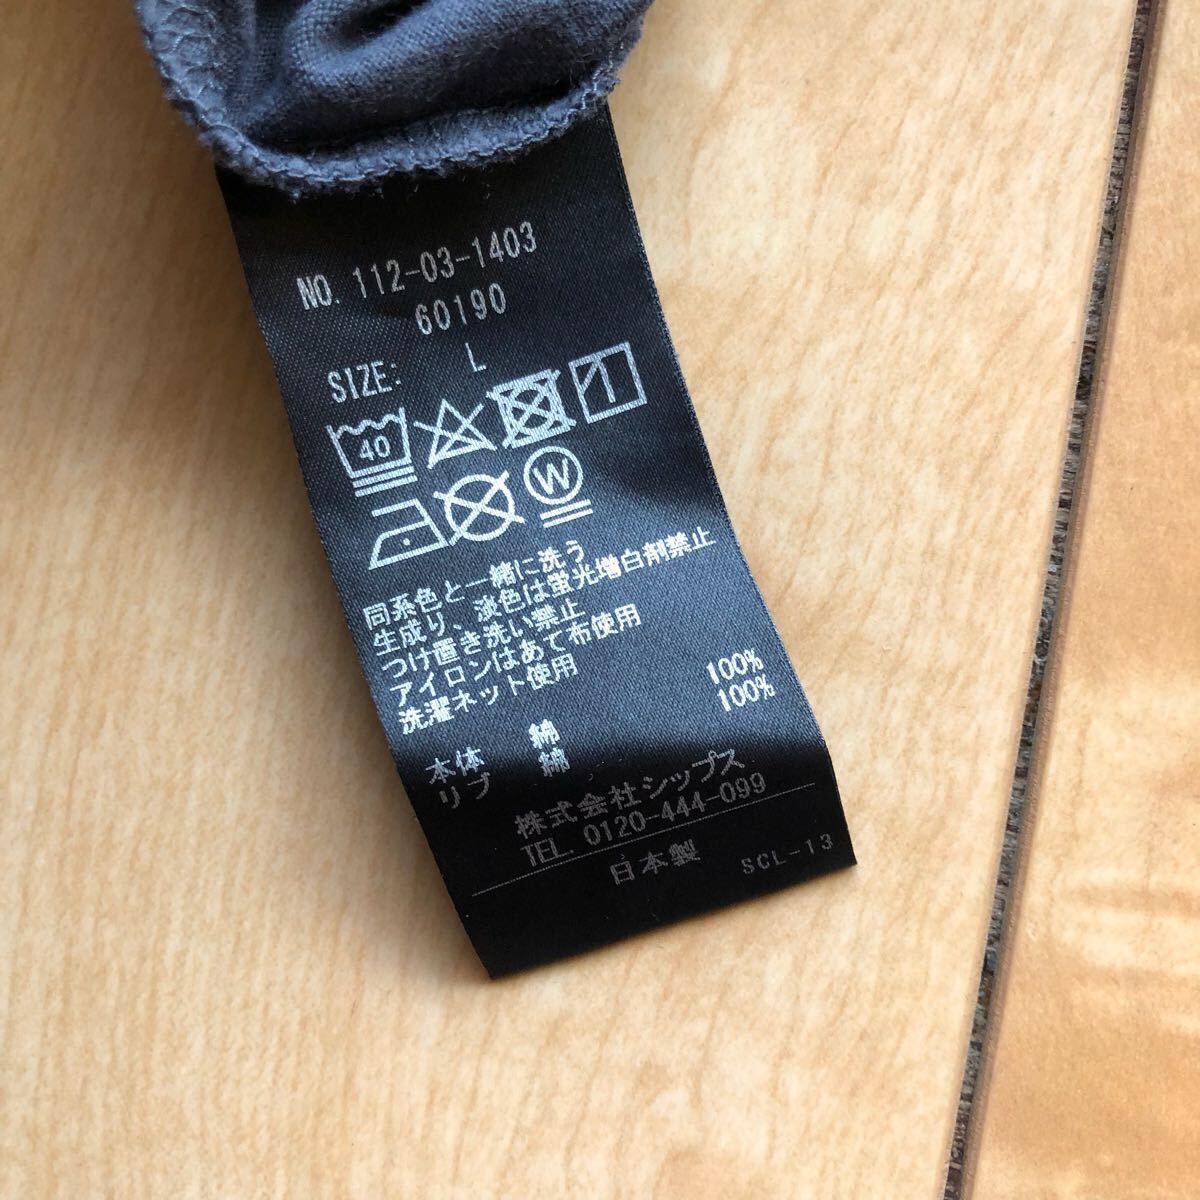 NO. 112-03-1403
60190
SIZE: L
40
W
同系色と一緒に洗う
生成り、淡色は蛍光増白剤禁止
つけ置き洗い禁止
アイロンはあて布使用
洗濯ネット使用
本体 綿 100%
リブ 綿 100%
株式会社シップス
TEL 0120-444-099
日本製 SCL-13